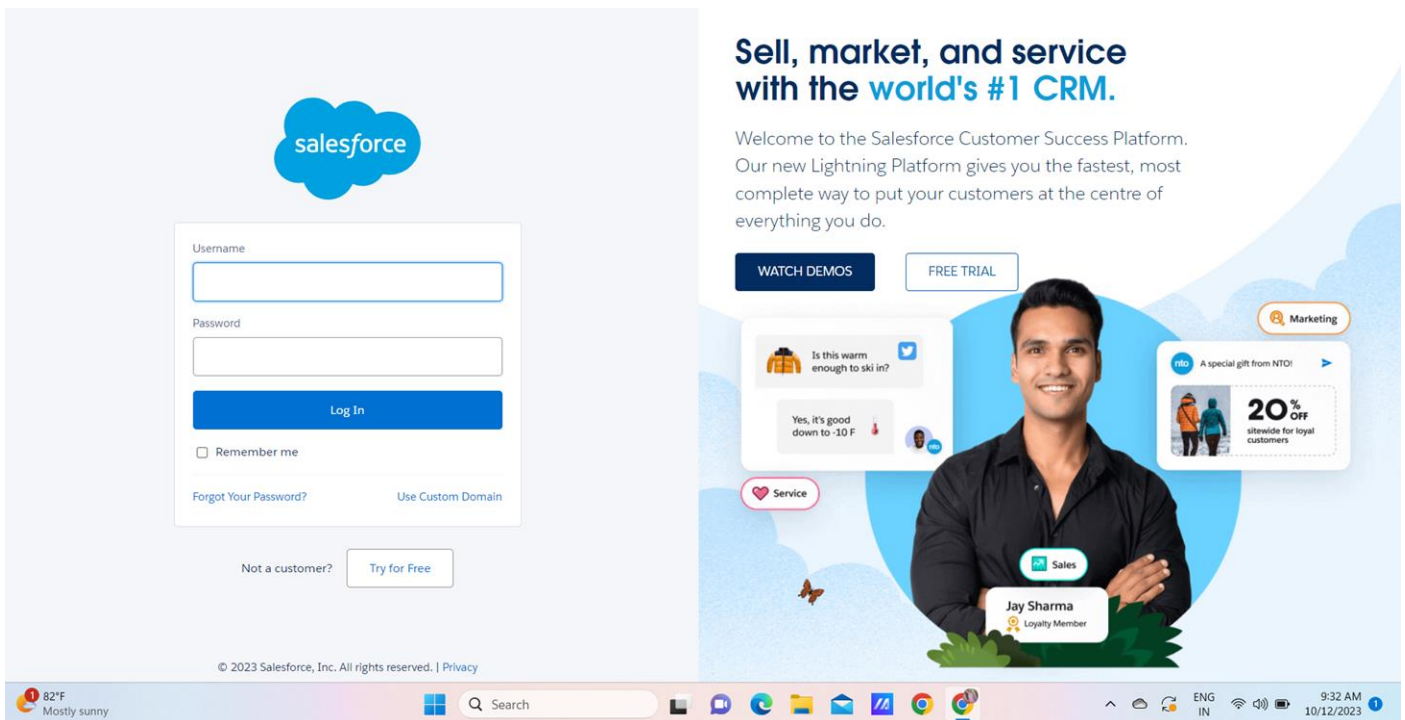 salesforce
Username
Password
Log In
Remember me
Forgot Your Password?
Use Custom Domain
Not a customer?
Try for Free
© 2023 Salesforce, Inc. All rights reserved. | Privacy
Sell, market, and service
with the world's #1 CRM.
Welcome to the Salesforce Customer Success Platform.
Our new Lightning Platform gives you the fastest, most
complete way to put your customers at the centre of
everything you do.
WATCH DEMOS
FREE TRIAL
Is this warm
enough to ski in?
Yes, it's good
down to -10 F
nto
Service
Marketing
nto
A special gift from NTO!
20% OFF
sitewide for loyal
customers
Sales
Jay Sharma
Loyalty Member
1
82°F
Mostly sunny
Search
ENG
IN
9:32 AM
10/12/2023
1